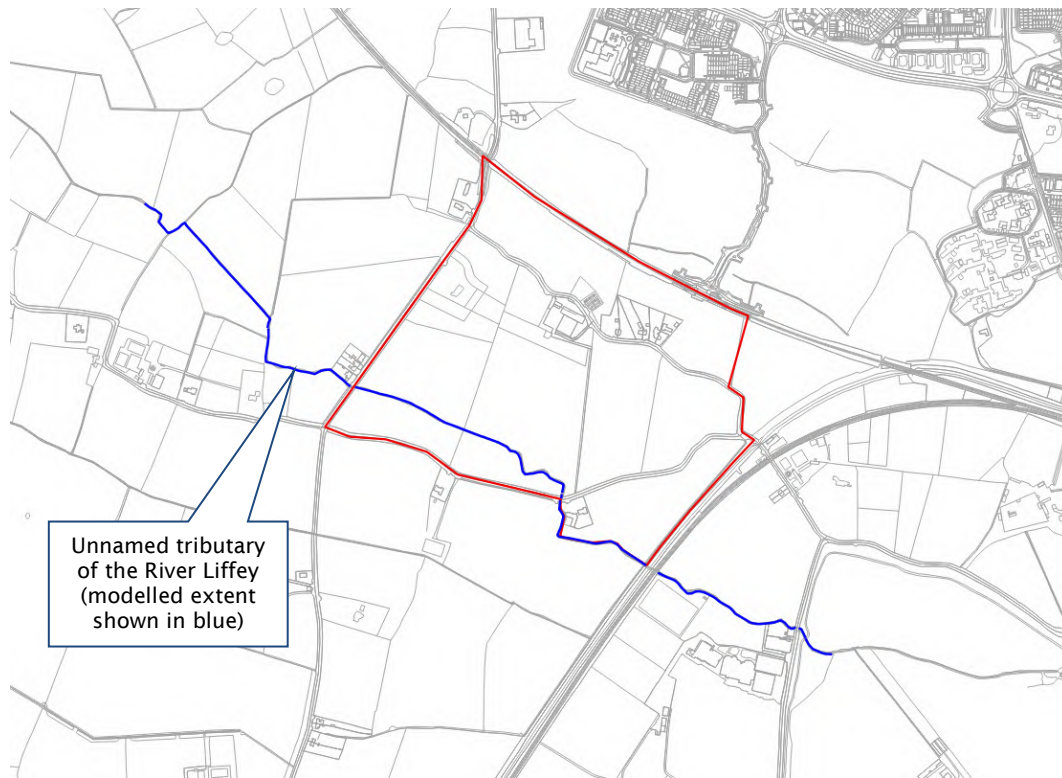 Unnamed tributary
of the River Liffey
(modelled extent
shown in blue)